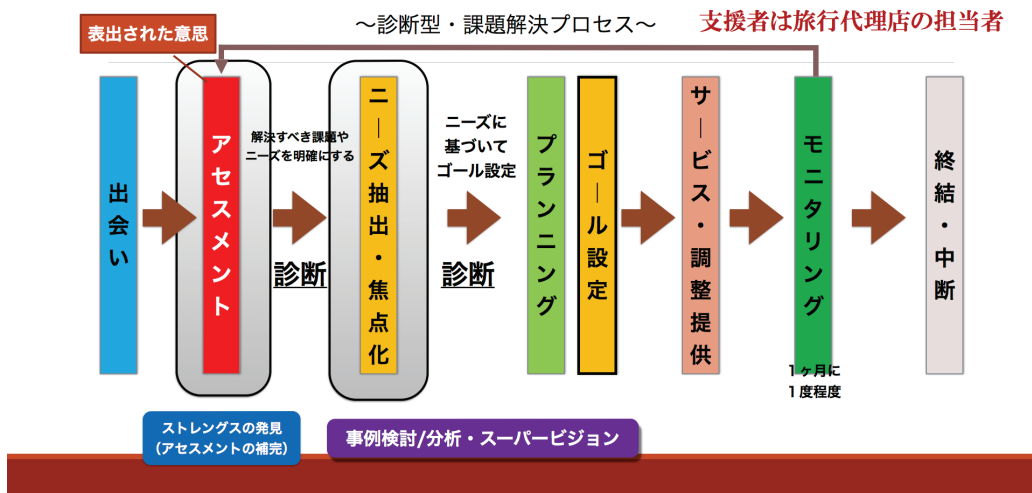 ～診断型・課題解決プロセス～
支援者は旅行代理店の担当者
表出された意思
出会い
アセスメント
解決すべき課題や
ニーズを明確にする
診断
ニーズ抽出・焦点化
ニーズに
基づいて
ゴール設定
診断
プランニング
ゴール設定
サービス・調整提供
モニタリング
1ヶ月に
1度程度
終結・中断
ストレングスの発見
（アセスメントの補完）
事例検討/分析・スーパービジョン